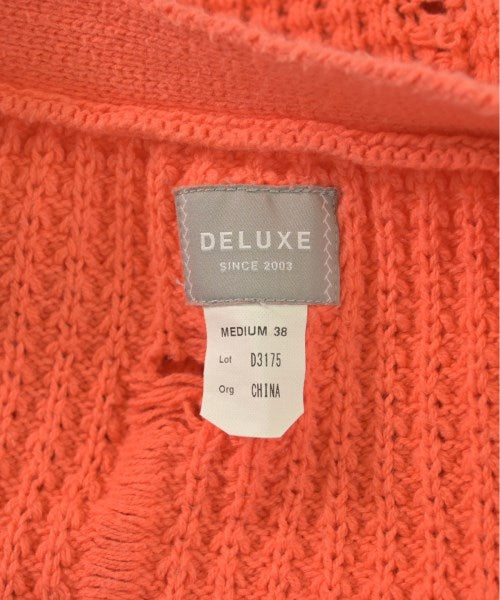 DELUXE
SINCE 2003
MEDIUM 38
Lot D3175
Org CHINA